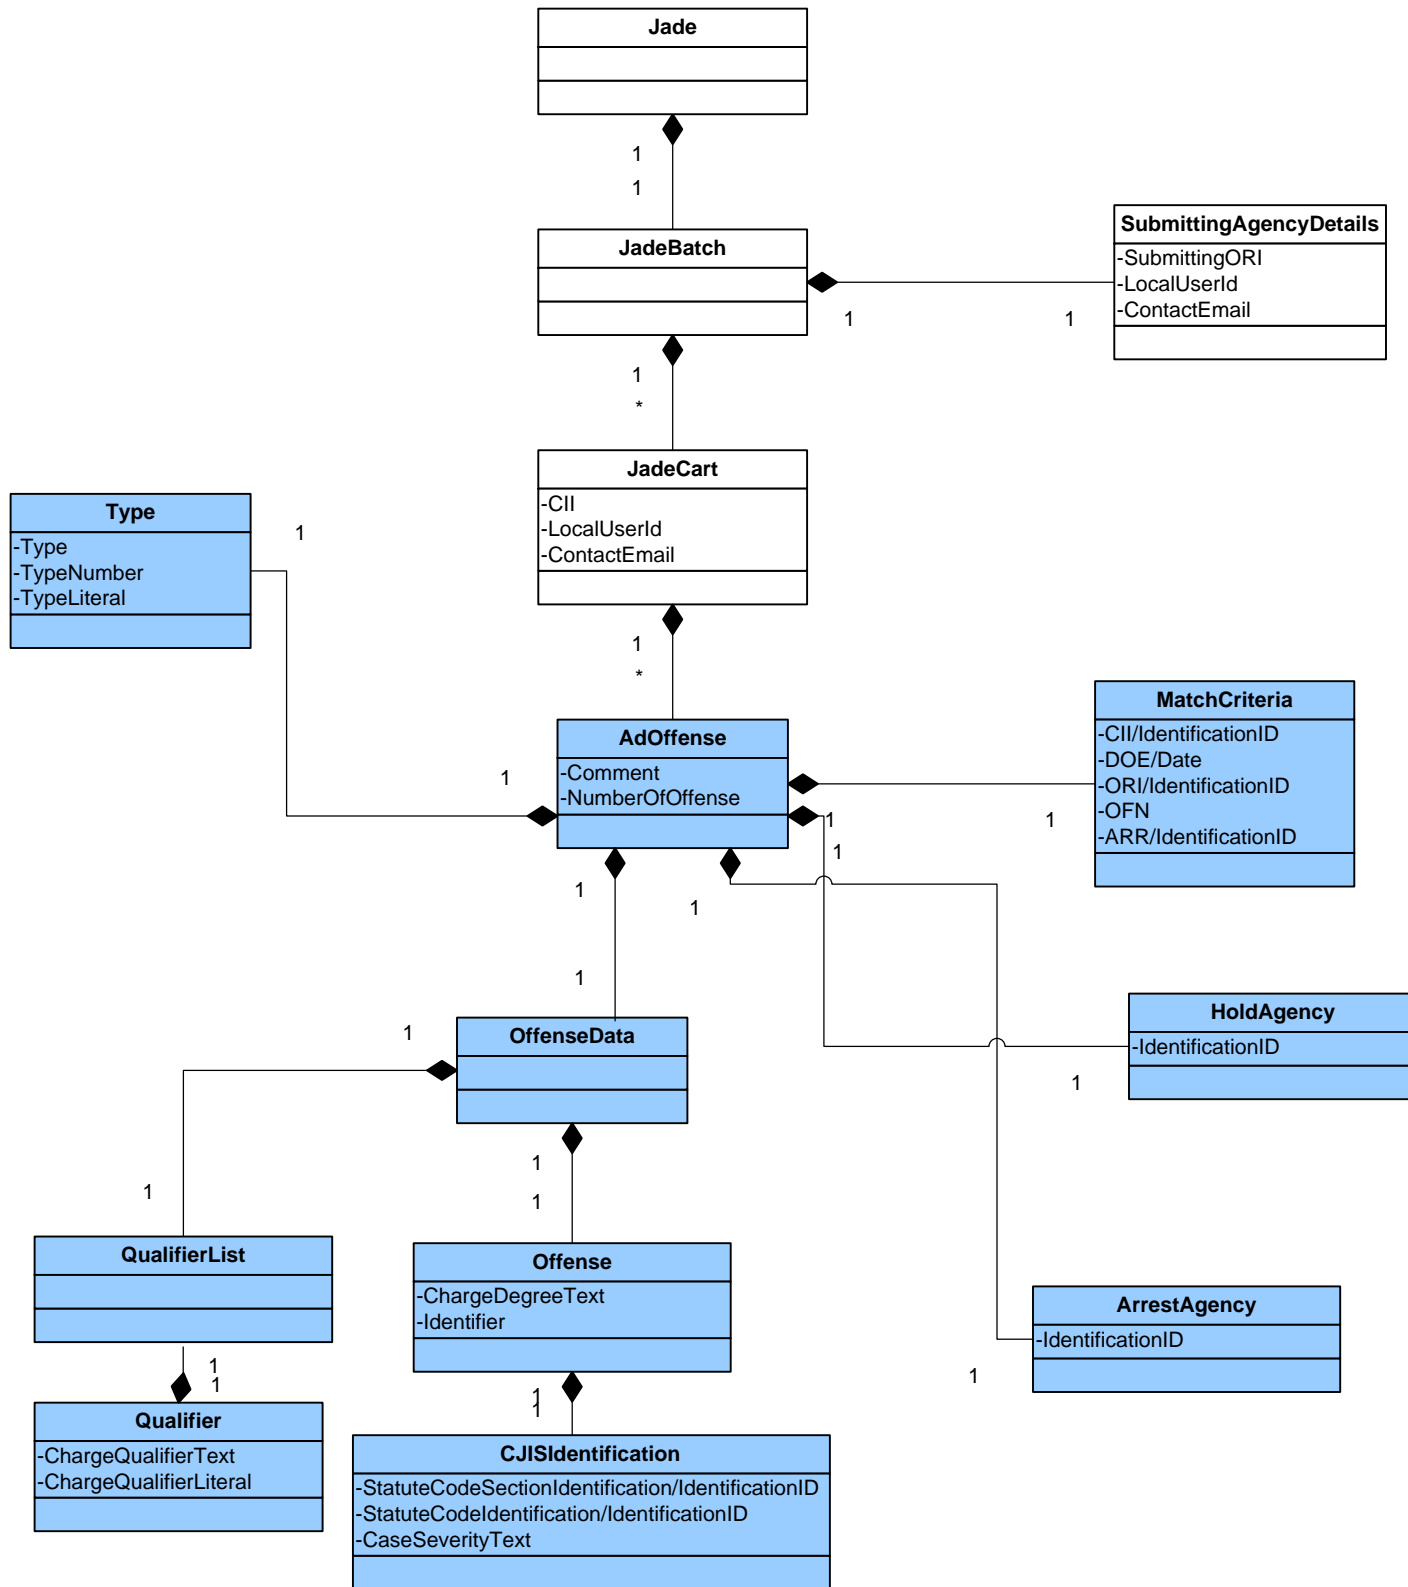 Jade
1
1
JadeBatch
1
1
SubmittingAgencyDetails
-SubmittingORI
-LocalUserId
-ContactEmail
1
*
JadeCart
-CII
-LocalUserId
-ContactEmail
Type
-Type
-TypeNumber
-TypeLiteral
1
1
*
AdOffense
-Comment
-NumberOfOffense
1
MatchCriteria
-CII/IdentificationID
-DOE/Date
-ORI/IdentificationID
-OFN
-ARR/IdentificationID
1
1
1
1
1
1
OffenseData
1
HoldAgency
-IdentificationID
1
1
1
1
QualifierList
Offense
-ChargeDegreeText
-Identifier
ArrestAgency
-IdentificationID
1
1
1
Qualifier
-ChargeQualifierText
-ChargeQualifierLiteral
1
1
CJISIdentification
-StatuteCodeSectionIdentification/IdentificationID
-StatuteCodeIdentification/IdentificationID
-CaseSeverityText